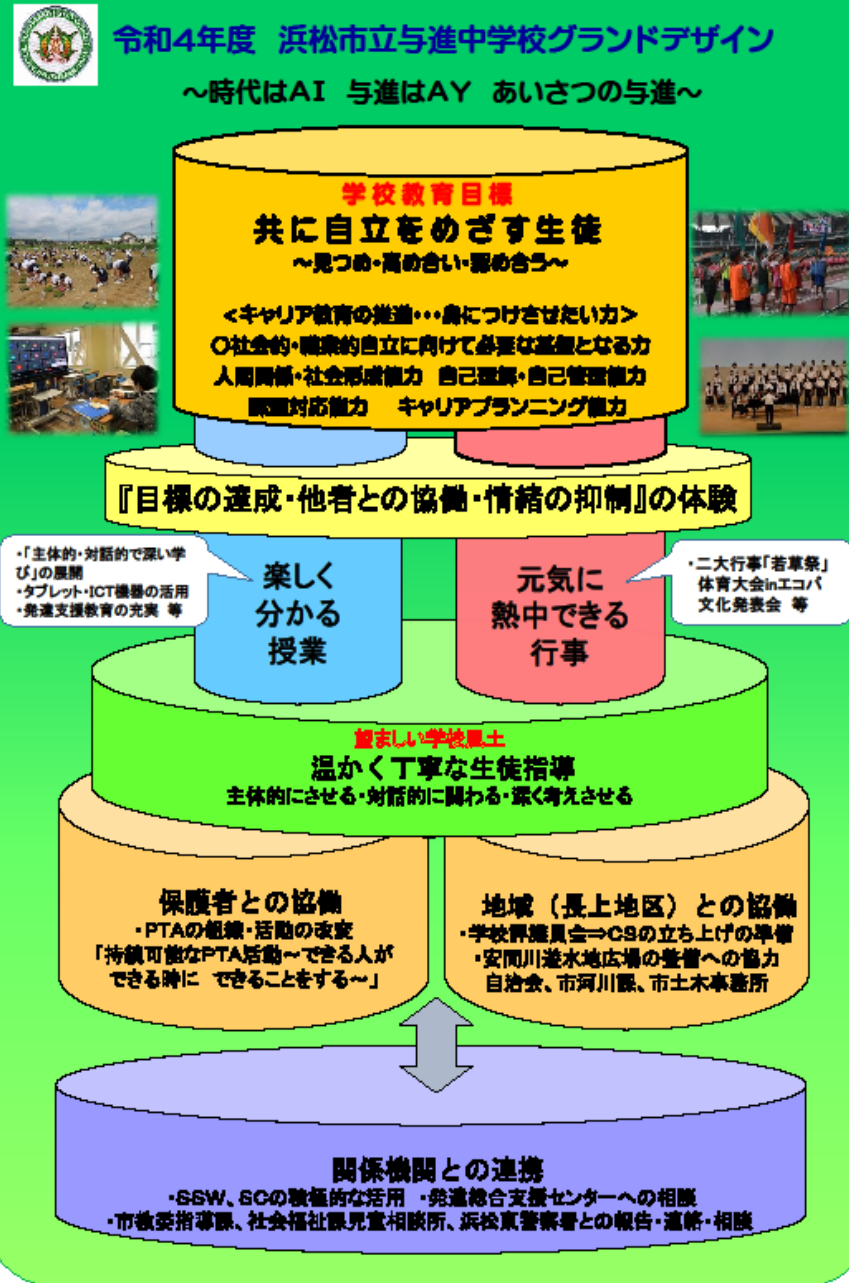 令和4年度 浜松市立与進中学校グランドデザイン
～時代はAI 与進はAY あいさつの与進～
学校教育目標
共に自立をめざす生徒
～見つめ・高め合い・認め合う～
<キャリア教育の推進・・・身につけさせたい力>
○社会的・職業的自立に向けて必要な基盤となる力
人間関係・社会形成能力 自己理解・自己管理能力
課題対応能力 キャリアプランニング能力
『目標の達成・他者との協働・情緒の抑制』の体験
・「主体的・対話的で深い学
び」の展開
・タブレット・ICT機器の活用
・発達支援教育の充実 等
楽しく
分かる
授業
元気に
熱中できる
行事
・二大行事「若草祭」
体育大会inエコパ
文化発表会 等
望ましい学校風土
温かく丁寧な生徒指導
主体的にさせる・対話的に関わる・深く考えさせる
保護者との協働
・PTAの組織・活動の改変
「持続可能なPTA活動～できる人が
できる時に できることをする～」
地域（長上地区）との協働
・学校評議員会⇒CSの立ち上げの準備
・安間川遊水地広場の整備への協力
自治会、市河川課、市土木事務所
関係機関との連携
・SSW、SCの積極的な活用 ・発達総合支援センターへの相談
・市教委指導課、社会福祉課児童相談所、浜松東警察署との報告・連絡・相談